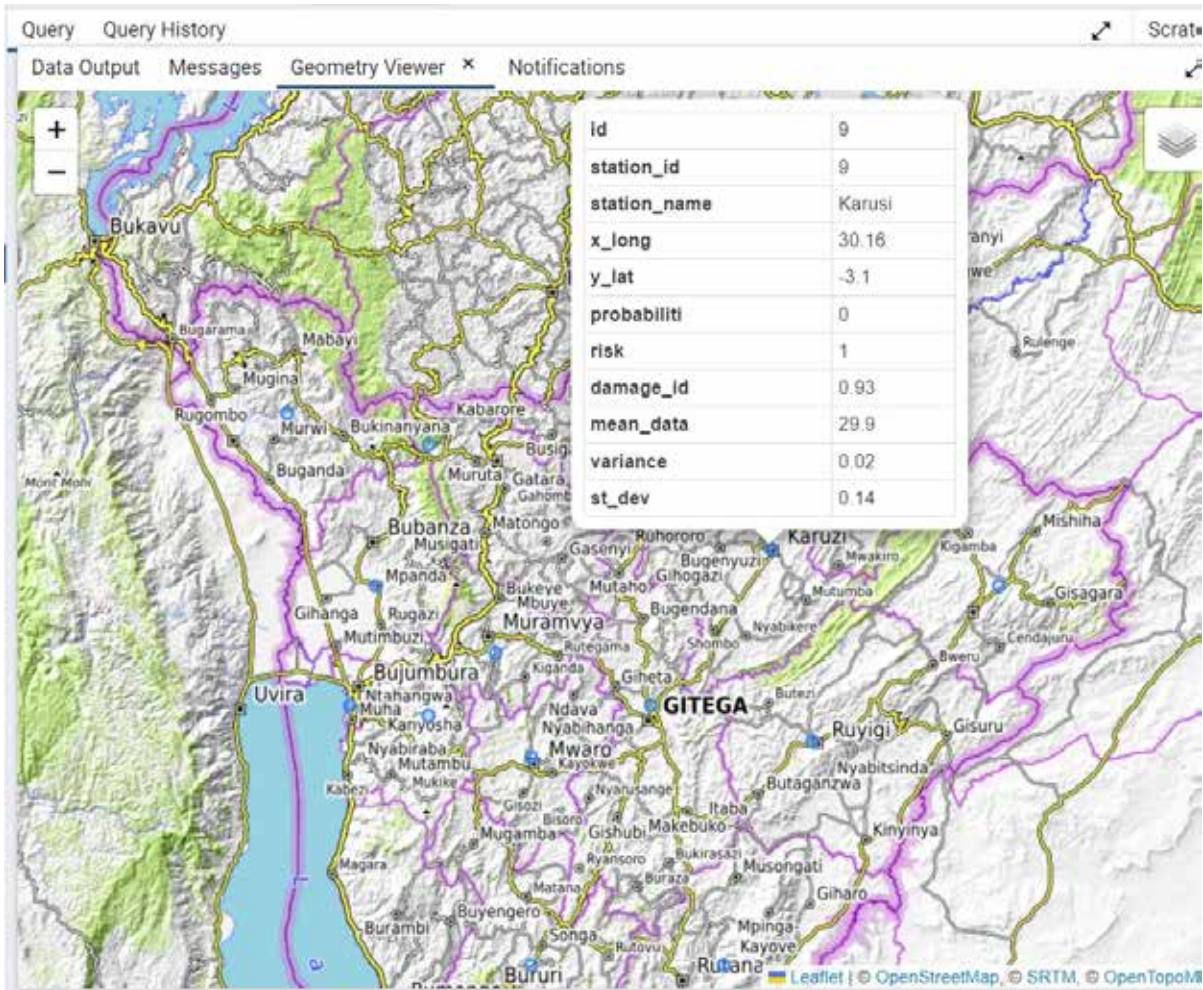 Query Query History
Data Output Messages Geometry Viewer × Notifications
+
−
id 9
station_id 9
station_name Karusi
x_long 30.16
y_lat -3.1
probabiliti 0
risk 1
damage_id 0.93
mean_data 29.9
variance 0.02
st_dev 0.14
Bukavu
Bugarama
Mabayi
Rulenge
Mugina
Rugombo
Kabarore
Murwi
Bukinanyana
Buganda
Muruta
Gatara
Bubanza
Matongo
Musigati
Ruhororo
Karuzi
Mishiha
Gasenyi
Bugenyuzi
Mwakiro
Kigamba
Mpanda
Bukeye
Mutaho
Gihogazi
Mutumba
Gisagara
Gihanga
Rugazi
Mbuye
Bugendana
Mutimbuzi
Muramvya
Nyabikere
Cendajuru
Rutegama
Shombo
Bweru
Bujumbura
Kiganda
Giheta
Uvira
Ntahangwa
Butezi
Muha
Ndava
GITEGA
Kanyosha
Nyabihanga
Ruyigi
Gisuru
Nyabiraba
Mwaro
Mutambu
Kayokwe
Nyabitsinda
Kabezi
Mukike
Nyarusange
Butaganzwa
Gisozi
Bisoro
Itaba
Mugamba
Gishubi
Makebuko
Kinyinya
Magara
Ryansoro
Bukirasazi
Musongati
Matana
Buraza
Giharo
Burambi
Buyengero
Mpinga-
Kayove
Songa
Rutovu
Bururi
Rutana
Leaflet | © OpenStreetMap, © SRTM, © OpenTopoM